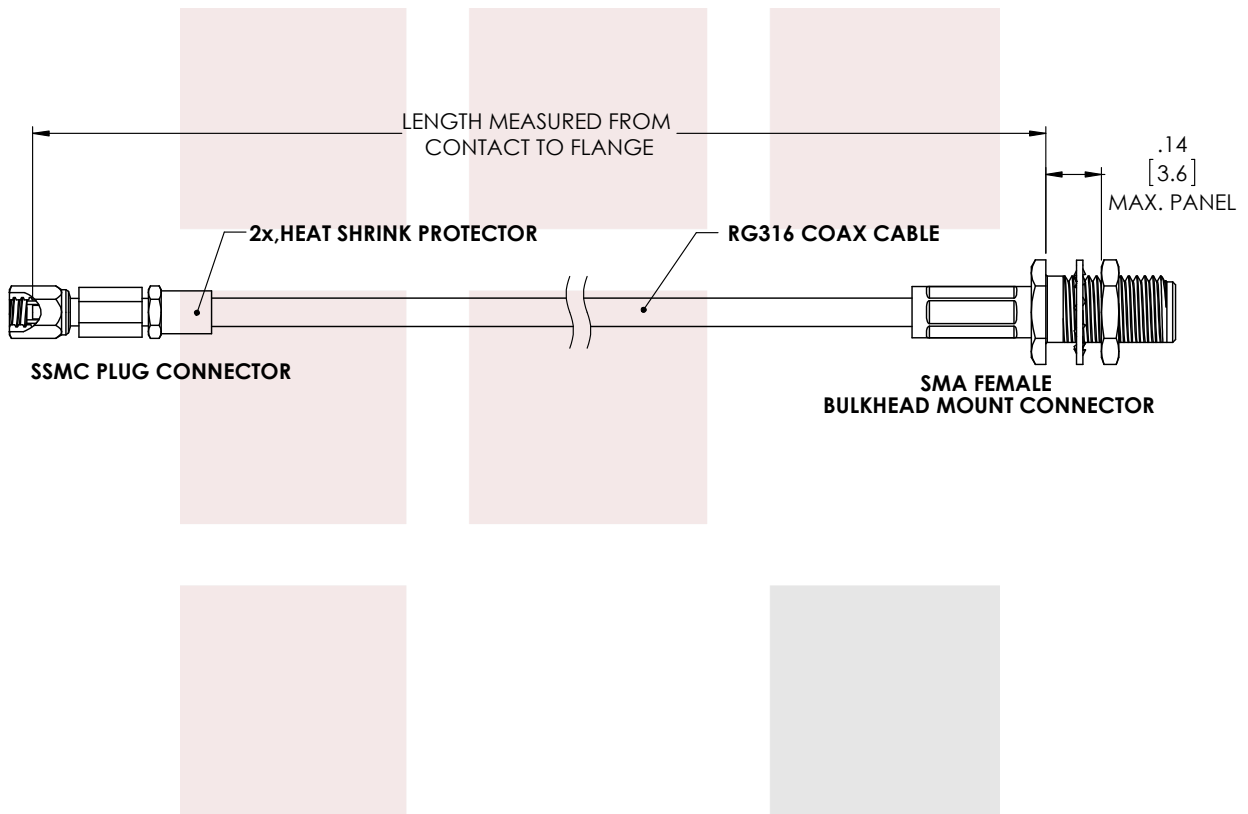 LENGTH MEASURED FROM
CONTACT TO FLANGE
.14
[3.6]
MAX. PANEL
2x,HEAT SHRINK PROTECTOR
RG316 COAX CABLE
SSMC PLUG CONNECTOR
SMA FEMALE
BULKHEAD MOUNT CONNECTOR